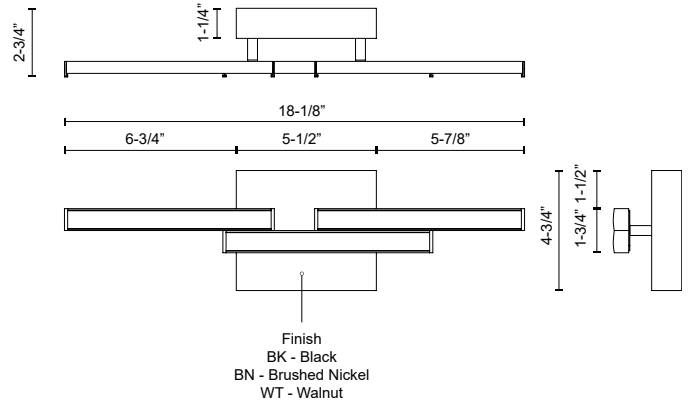 2-3/4”
1-1/4”
18-1/8”
6-3/4”
5-1/2”
5-7/8”
4-3/4”
1-3/4”
1-1/2”
Finish
BK - Black
BN - Brushed Nickel
WT - Walnut